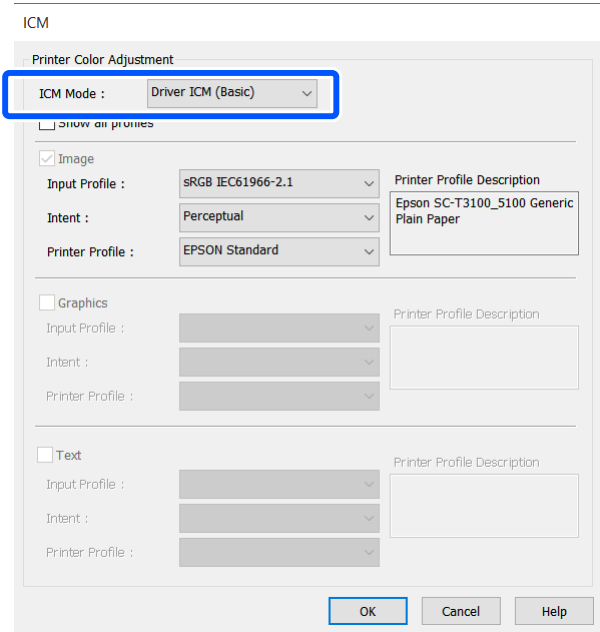 ICM
Printer Color Adjustment
ICM Mode : Driver ICM (Basic)
Show all profiles
Image
Input Profile : sRGB IEC61966-2.1
Printer Profile Description
Intent : Perceptual
Epson SC-T3100_5100 Generic
Plain Paper
Printer Profile : EPSON Standard
Graphics
Input Profile :
Printer Profile Description
Intent :
Printer Profile :
Text
Input Profile :
Printer Profile Description
Intent :
Printer Profile :
OK Cancel Help